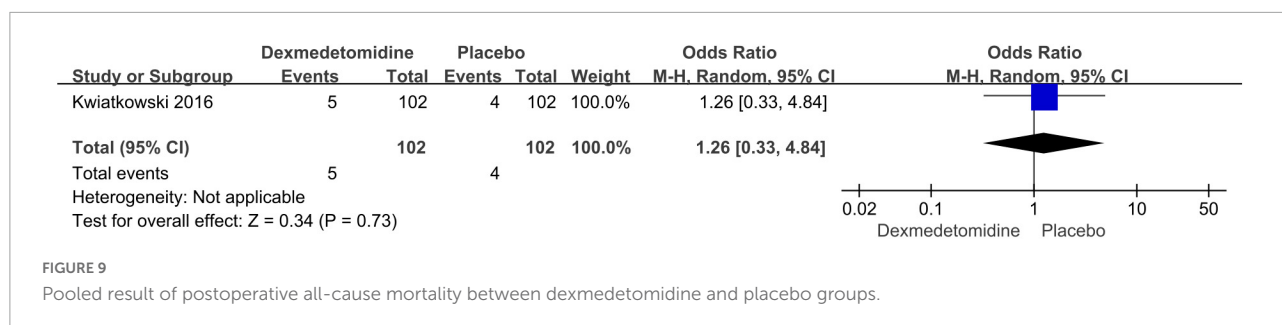 Dexmedetomidine Placebo Odds Ratio Odds Ratio
Study or Subgroup Events Total Events Total Weight M-H, Random, 95% CI M-H, Random, 95% CI
Kwiatkowski 2016 5 102 4 102 100.0% 1.26 [0.33, 4.84]
Total (95% CI) 102 102 100.0% 1.26 [0.33, 4.84]
Total events 5 4
Heterogeneity: Not applicable
Test for overall effect: Z = 0.34 (P = 0.73)
0.02 0.1 1 10 50
Dexmedetomidine Placebo
FIGURE 9
Pooled result of postoperative all-cause mortality between dexmedetomidine and placebo groups.